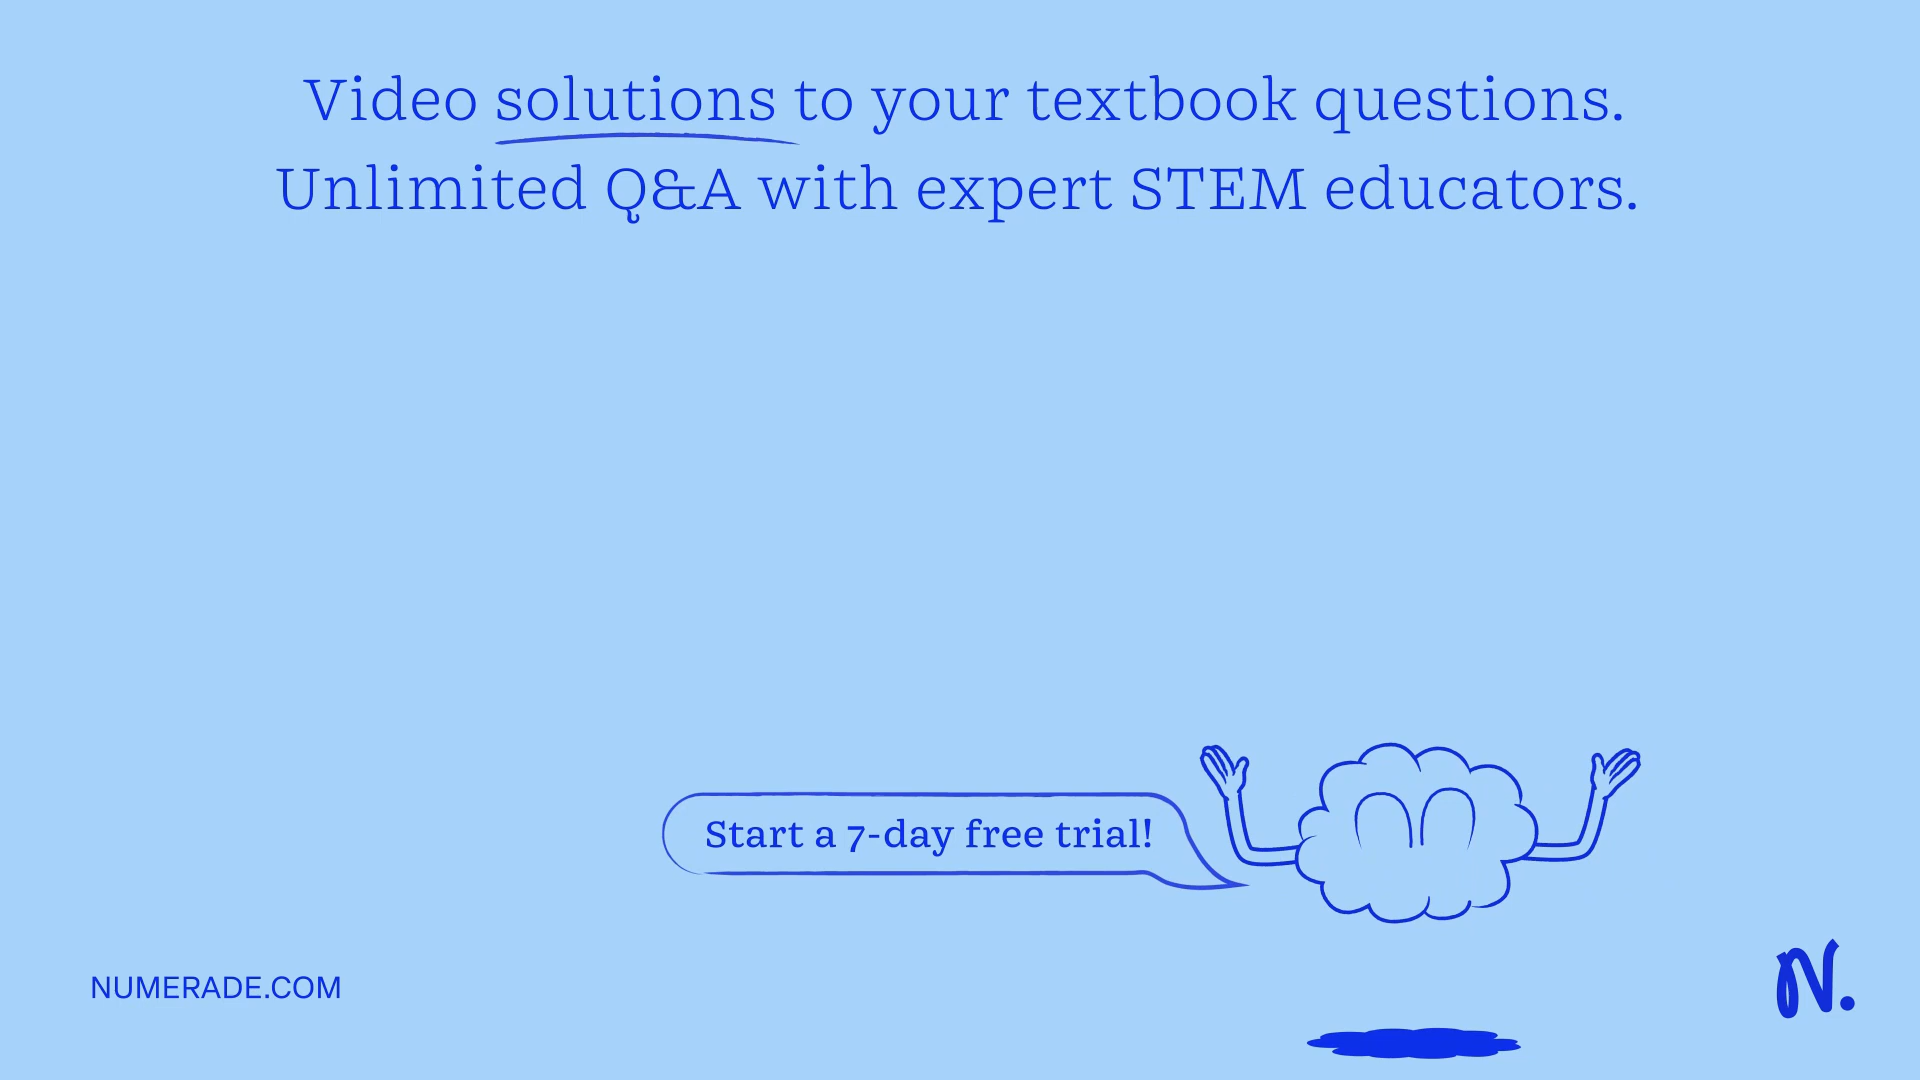 Video solutions to your textbook questions.
Unlimited Q&A with expert STEM educators.
Start a 7-day free trial!
NUMERADE.COM
N.